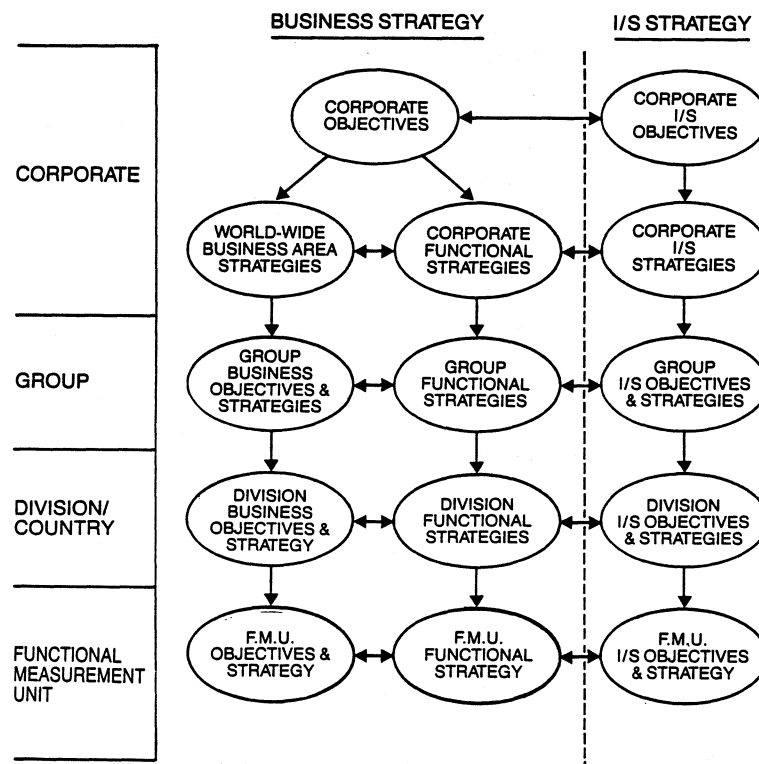 BUSINESS STRATEGY
I/S STRATEGY
CORPORATE
CORPORATE
OBJECTIVES
CORPORATE
I/S
OBJECTIVES
WORLD-WIDE
BUSINESS AREA
STRATEGIES
CORPORATE
FUNCTIONAL
STRATEGIES
CORPORATE
I/S
STRATEGIES
GROUP
GROUP
BUSINESS
OBJECTIVES &
STRATEGIES
GROUP
FUNCTIONAL
STRATEGIES
GROUP
I/S OBJECTIVES
& STRATEGIES
DIVISION/
COUNTRY
DIVISION
BUSINESS
OBJECTIVES &
STRATEGY
DIVISION
FUNCTIONAL
STRATEGIES
DIVISION
I/S OBJECTIVES
& STRATEGIES
FUNCTIONAL
MEASUREMENT
UNIT
F.M.U.
OBJECTIVES &
STRATEGY
F.M.U.
FUNCTIONAL
STRATEGY
F.M.U.
I/S OBJECTIVES
& STRATEGY